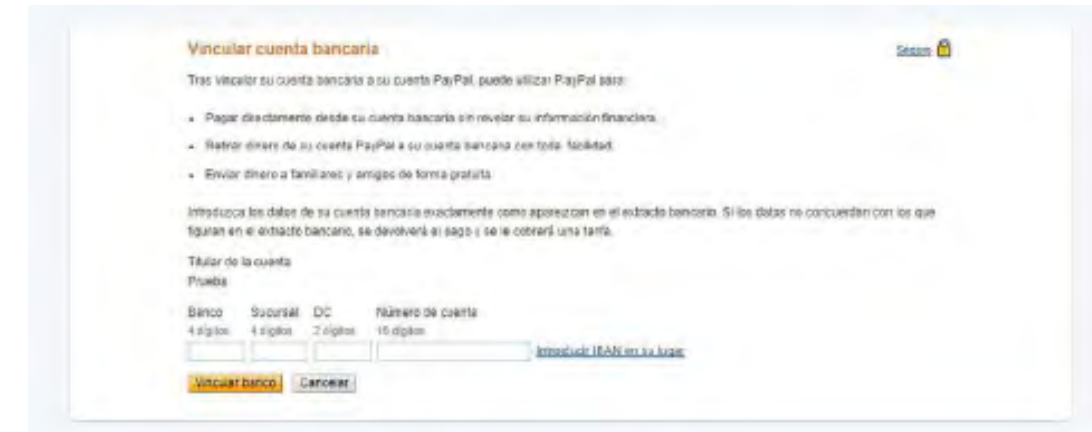 Vincular cuenta bancaria
Seguro
Tras vincular su cuenta bancaria a su cuenta PayPal, puede utilizar PayPal para:
Pagar directamente desde su cuenta bancaria sin revelar su información financiera.
Retirar dinero de su cuenta PayPal a su cuenta bancaria con toda facilidad.
Enviar dinero a familiares y amigos de forma gratuita.
Introduzca los datos de su cuenta bancaria exactamente como aparezcan en el extracto bancario. Si los datos no concuerdan con los que
figuran en el extracto bancario, se devolverá el pago y se le cobrará una tarifa.
Titular de la cuenta
Prueba
Banco Sucursal DC Número de cuenta
4 dígitos 4 dígitos 2 dígitos 10 dígitos
Introducir IBAN en su lugar
Vincular banco Cancelar